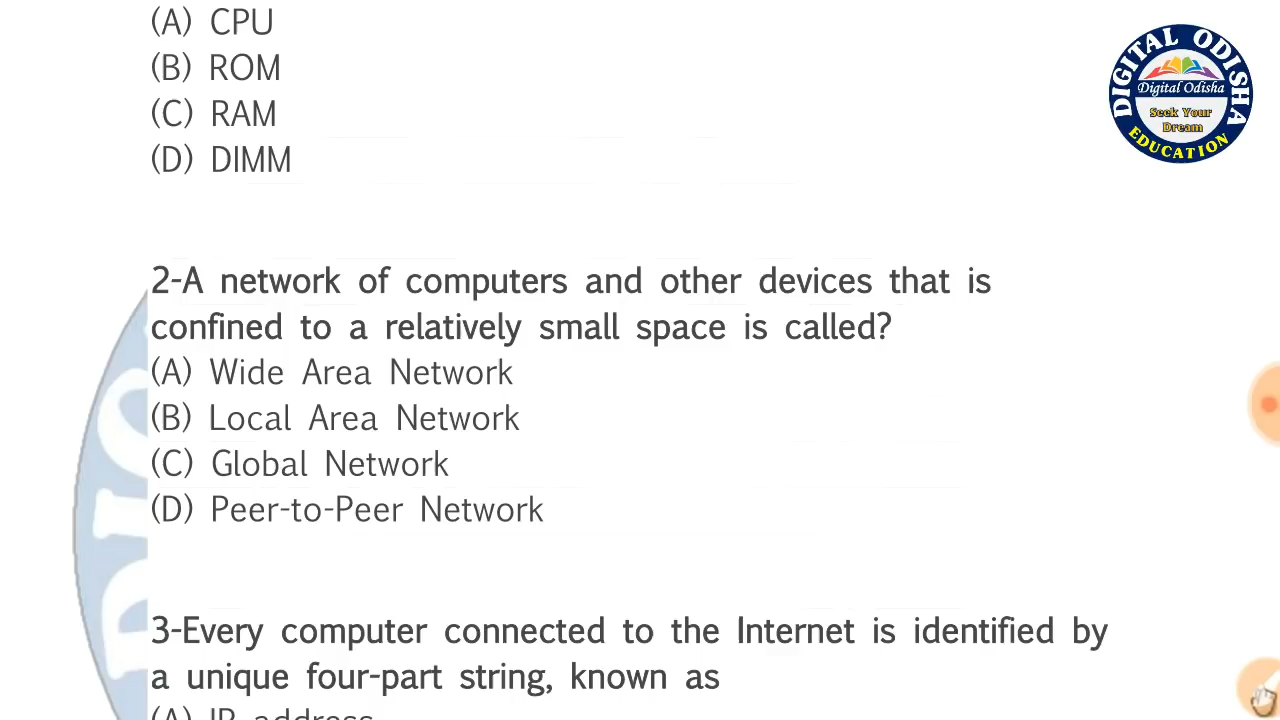 (A) CPU
(B) ROM
(C) RAM
(D) DIMM
DIGITAL ODISHA
Digital Odisha
Seek Your
Dream
EDUCATION
2-A network of computers and other devices that is
confined to a relatively small space is called?
(A) Wide Area Network
(B) Local Area Network
(C) Global Network
(D) Peer-to-Peer Network
3-Every computer connected to the Internet is identified by
a unique four-part string, known as
(A) IP address